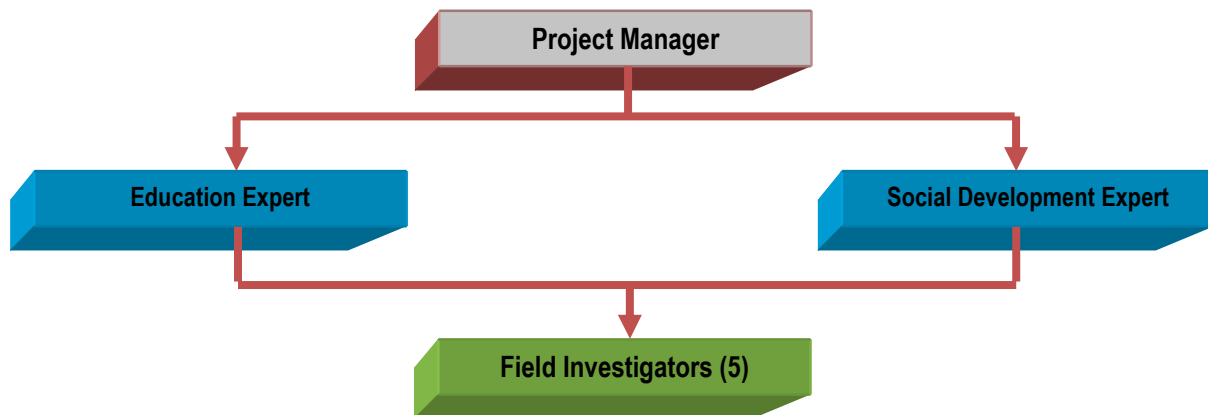 Project Manager
Education Expert
Social Development Expert
Field Investigators (5)